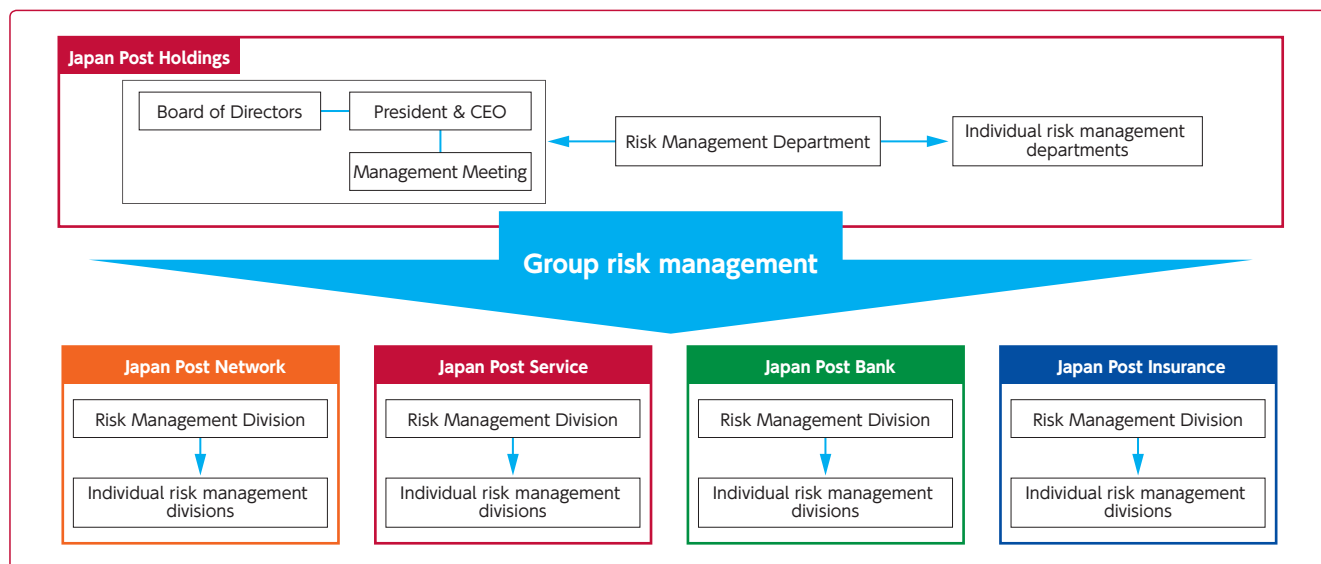 Japan Post Holdings
Board of Directors
President & CEO
Management Meeting
Risk Management Department
Individual risk management
departments
Group risk management
Japan Post Network
Risk Management Division
Individual risk management
divisions
Japan Post Service
Risk Management Division
Individual risk management
divisions
Japan Post Bank
Risk Management Division
Individual risk management
divisions
Japan Post Insurance
Risk Management Division
Individual risk management
divisions